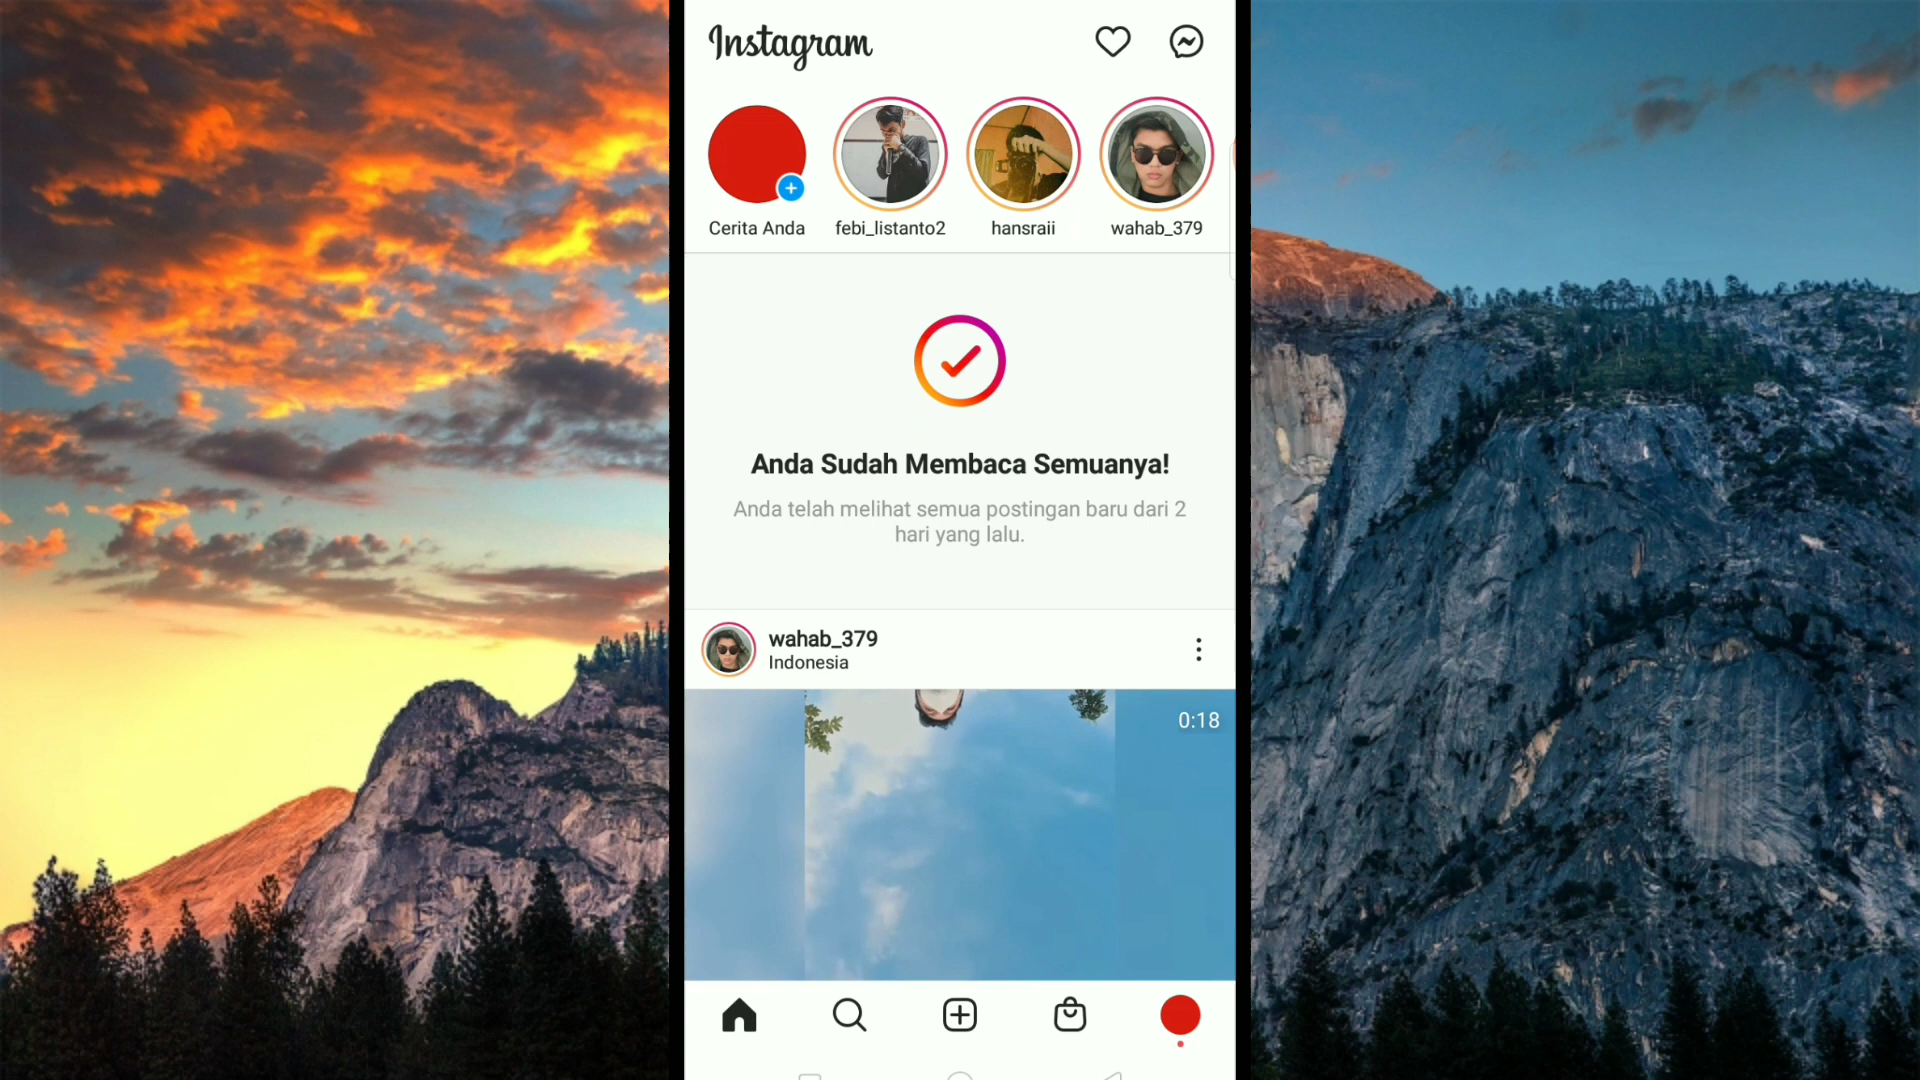 Instagram
Cerita Anda
febi_listanto2
hansraii
wahab_379
Anda Sudah Membaca Semuanya!
Anda telah melihat semua postingan baru dari 2
hari yang lalu.
wahab_379
Indonesia
0:18